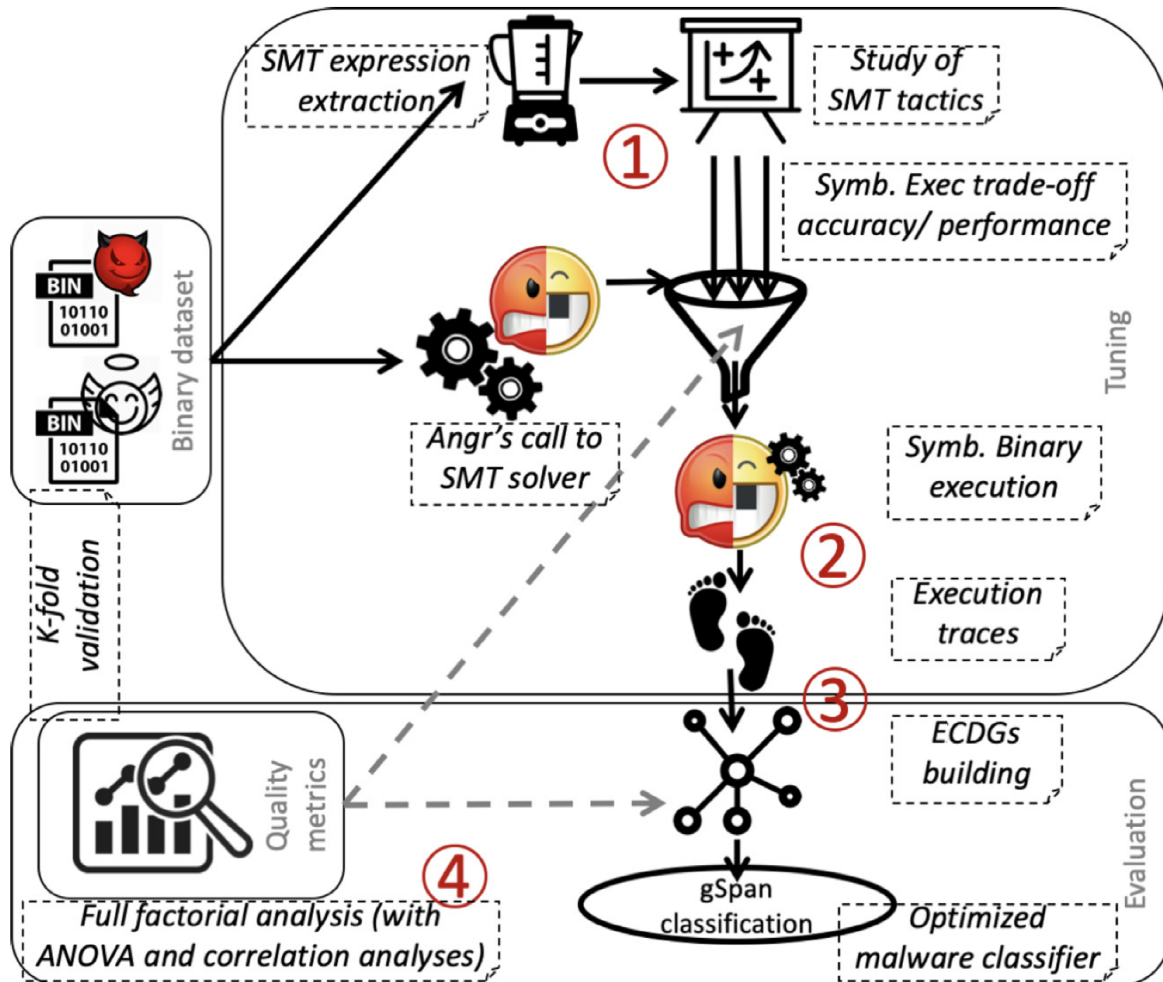 SMT expression
extraction
Study of
SMT tactics
①
Symb. Exec trade-off
accuracy/ performance
BIN
10110
01001
BIN
10110
01001
Binary dataset
Tuning
Angr's call to
SMT solver
Symb. Binary
execution
②
K-fold
validation
Execution
traces
③
ECDGs
building
Quality
metrics
Evaluation
④
gSpan
classification
Full factorial analysis (with
ANOVA and correlation analyses)
Optimized
malware classifier